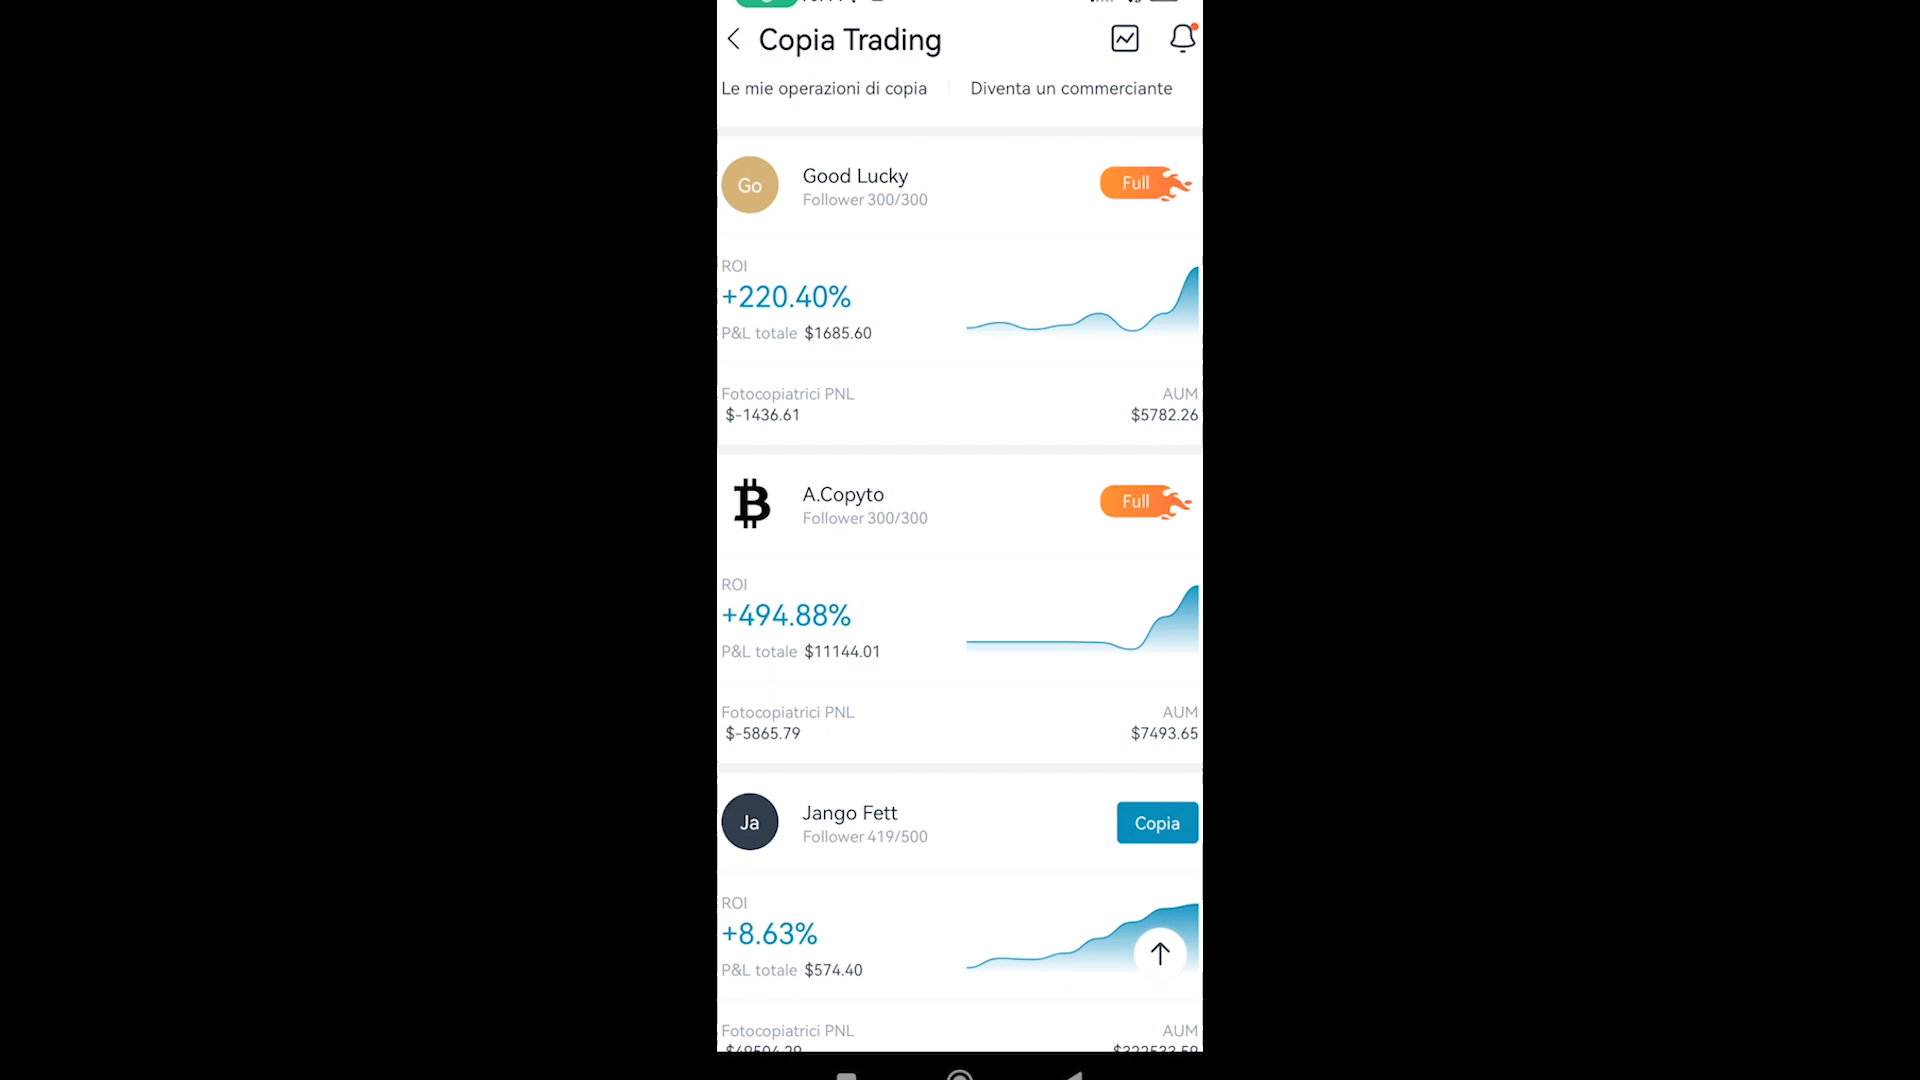 Copia Trading
Le mie operazioni di copia
Diventa un commerciante
Go
Good Lucky
Follower 300/300
Full
ROI
+220.40%
P&L totale $1685.60
Fotocopiatrici PNL
AUM
$-1436.61
$5782.26
A.Copyto
Follower 300/300
Full
ROI
+494.88%
P&L totale $11144.01
Fotocopiatrici PNL
AUM
$-5865.79
$7493.65
Ja
Jango Fett
Follower 419/500
Copia
ROI
+8.63%
P&L totale $574.40
Fotocopiatrici PNL
AUM